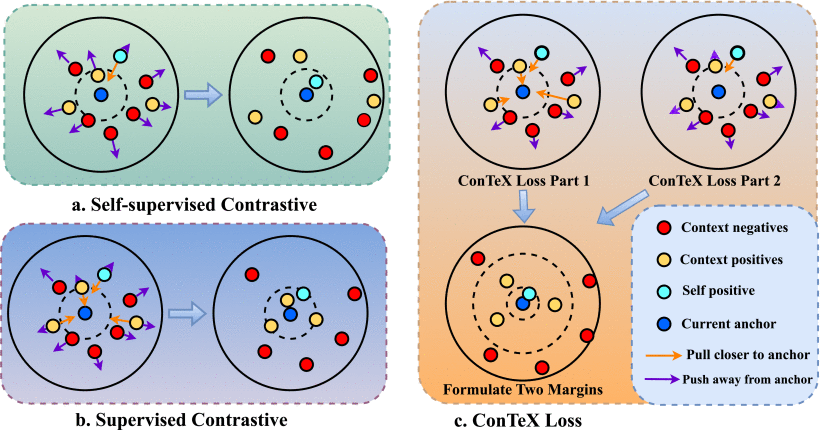 a. Self-supervised Contrastive
b. Supervised Contrastive
ConTeX Loss Part 1
ConTeX Loss Part 2
Formulate Two Margins
Context negatives
Context positives
Self positive
Current anchor
Pull closer to anchor
Push away from anchor
c. ConTeX Loss